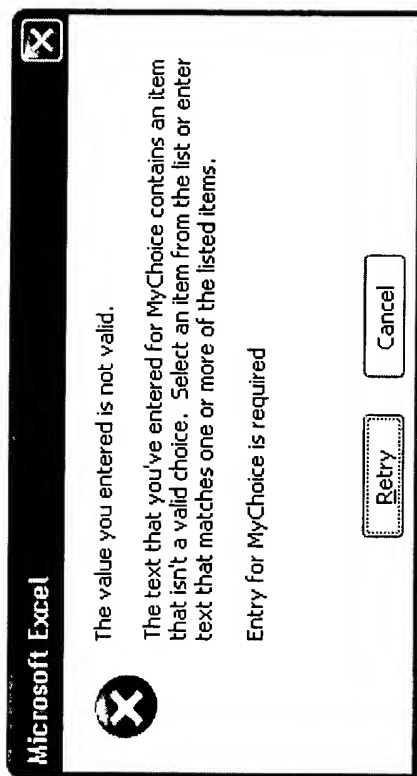 Microsoft Excel
The value you entered is not valid.
The text that you've entered for MyChoice contains an item
that isn't a valid choice. Select an item from the list or enter
text that matches one or more of the listed items.
Entry for MyChoice is required
Retry
Cancel